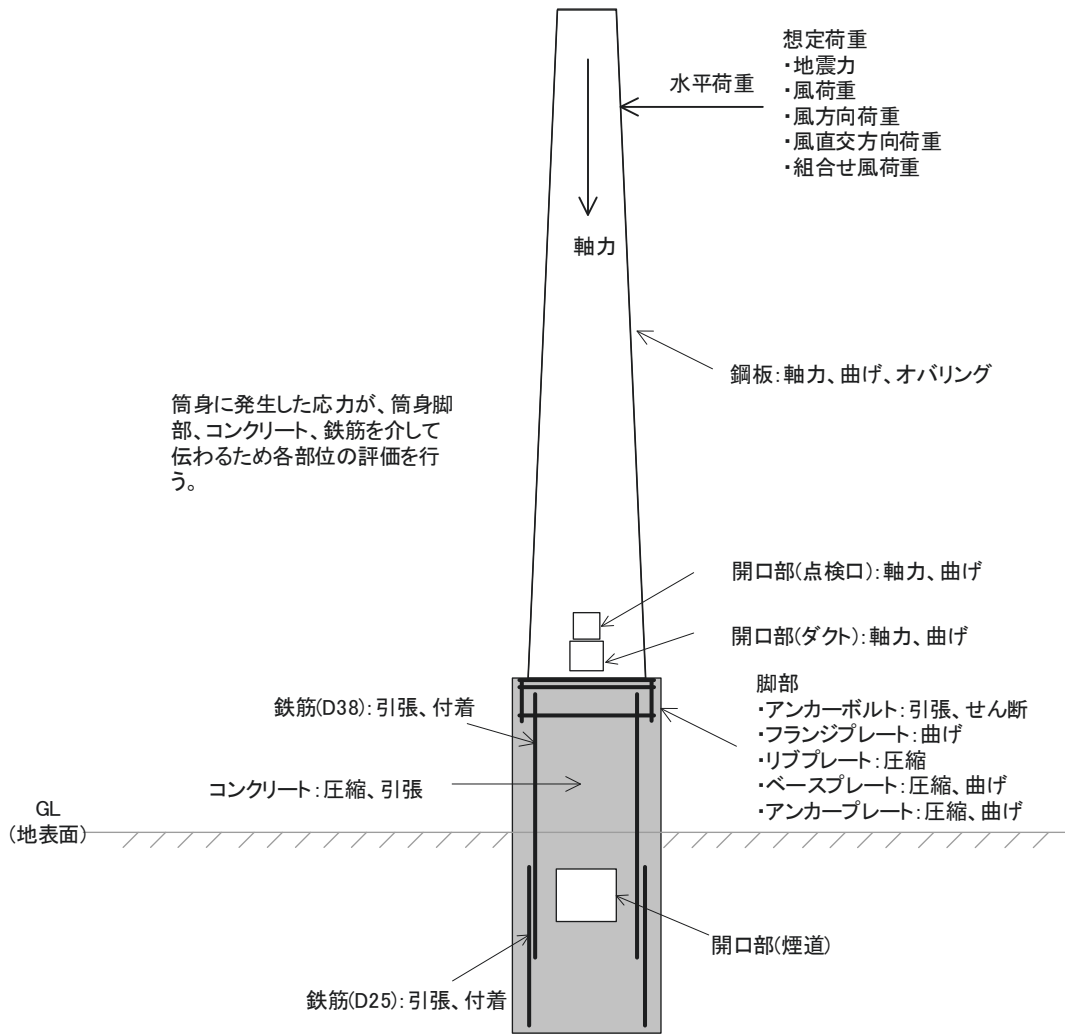 想定荷重
・地震力
・風荷重
・風方向荷重
・風直交方向荷重
・組合せ風荷重
水平荷重
軸力
鋼板：軸力、曲げ、オバリング
筒身に発生した応力が、筒身脚
部、コンクリート、鉄筋を介して
伝わるため各部位の評価を行
う。
開口部(点検口)：軸力、曲げ
開口部(ダクト)：軸力、曲げ
脚部
・アンカーボルト：引張、せん断
・フランジプレート：曲げ
・リブプレート：圧縮
・ベースプレート：圧縮、曲げ
・アンカープレート：圧縮、曲げ
鉄筋(D38)：引張、付着
コンクリート：圧縮、引張
GL
(地表面)
開口部(煙道)
鉄筋(D25)：引張、付着